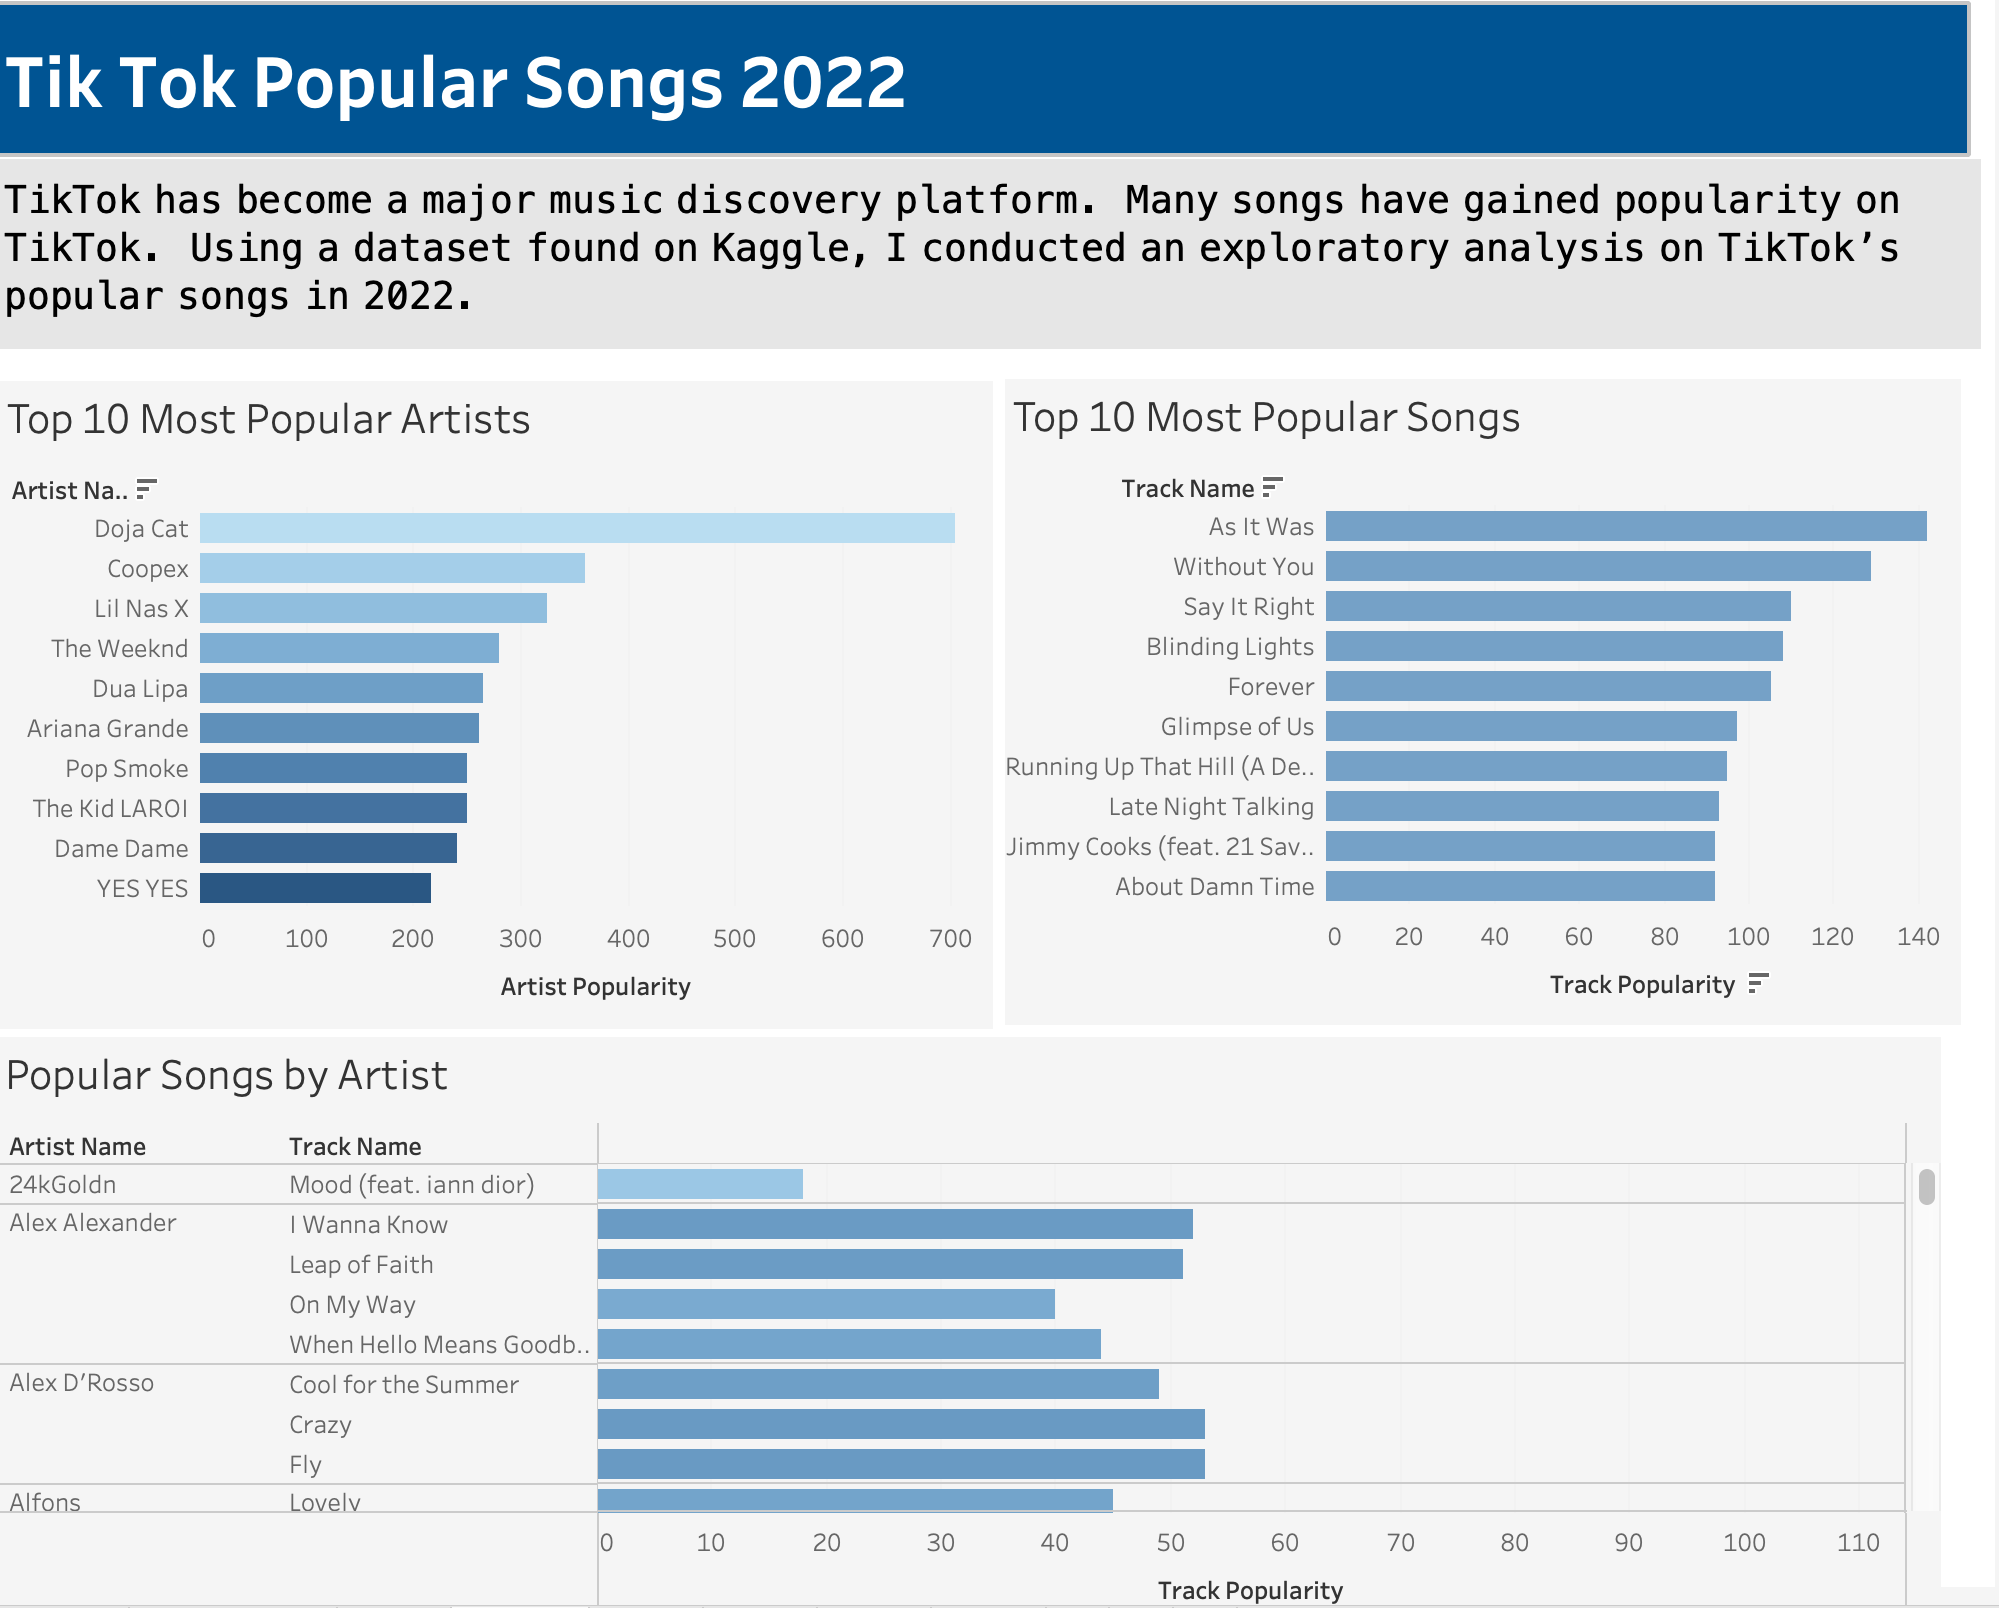 Tik Tok Popular Songs 2022
TikTok has become a major music discovery platform. Many songs have gained popularity on
TikTok. Using a dataset found on Kaggle, I conducted an exploratory analysis on TikTok’s
popular songs in 2022.
Top 10 Most Popular Artists
Artist Na..
Doja Cat
Coopex
Lil Nas X
The Weeknd
Dua Lipa
Ariana Grande
Pop Smoke
The Kid LAROI
Dame Dame
YES YES
0 100 200 300 400 500 600 700
Artist Popularity
Top 10 Most Popular Songs
Track Name
As It Was
Without You
Say It Right
Blinding Lights
Forever
Glimpse of Us
Running Up That Hill (A De..
Late Night Talking
Jimmy Cooks (feat. 21 Sav..
About Damn Time
0 20 40 60 80 100 120 140
Track Popularity
Popular Songs by Artist
Artist Name Track Name
24kGoldn Mood (feat. iann dior)
Alex Alexander I Wanna Know
Leap of Faith
On My Way
When Hello Means Goodb..
Alex D’Rosso Cool for the Summer
Crazy
Fly
Alfons Lovely
0 10 20 30 40 50 60 70 80 90 100 110
Track Popularity